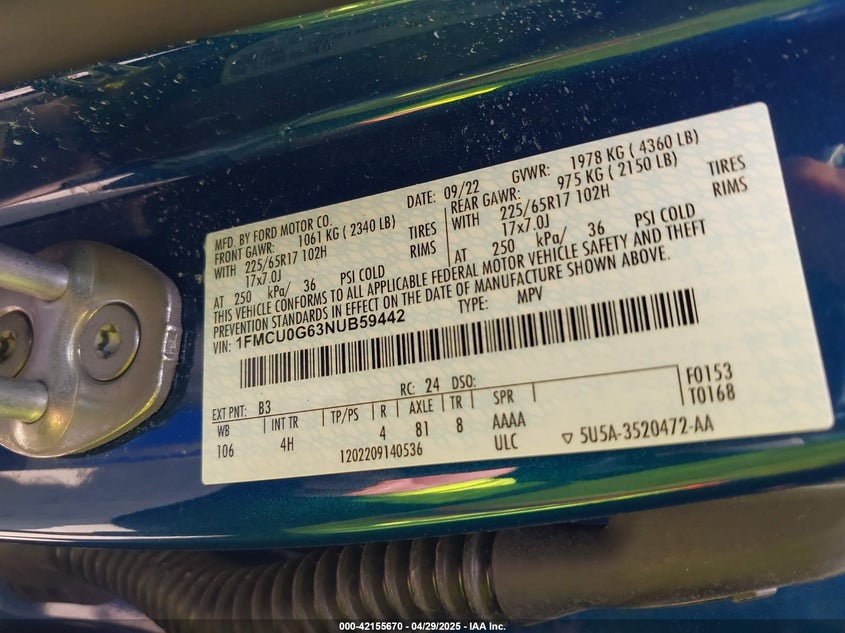 MFD. BY FORD MOTOR CO.
DATE: 09/22 GVWR: 1978 KG ( 4360 LB)
FRONT GAWR: 1061 KG ( 2340 LB) REAR GAWR: 975 KG ( 2150 LB)
WITH 225/65R17 102H TIRES WITH 225/65R17 102H TIRES
17x7.0J RIMS 17x7.0J RIMS
AT 250 kPa/ 36 PSI COLD AT 250 kPa/ 36 PSI COLD
THIS VEHICLE CONFORMS TO ALL APPLICABLE FEDERAL MOTOR VEHICLE SAFETY AND THEFT
PREVENTION STANDARDS IN EFFECT ON THE DATE OF MANUFACTURE SHOWN ABOVE.
VIN: 1FMCU0G63NUB59442 TYPE: MPV
EXT PNT: B3 RC: 24 DSO: F0153
WB INT TR TP/PS R AXLE TR SPR T0168
106 4H 4 81 8 AAAA
1202209140536 ULC ▽ 5U5A-3520472-AA
000-42155670 - 04/29/2025 - IAA Inc.